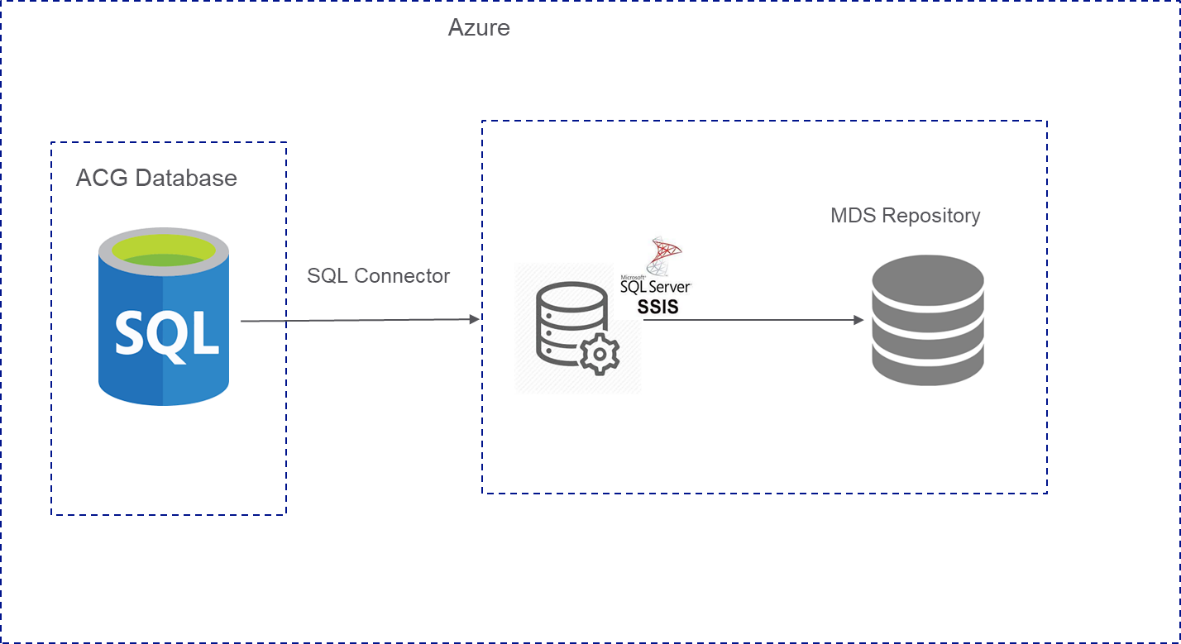 Azure
ACG Database
SQL
SQL Connector
Microsoft®
SQL Server
SSIS
MDS Repository